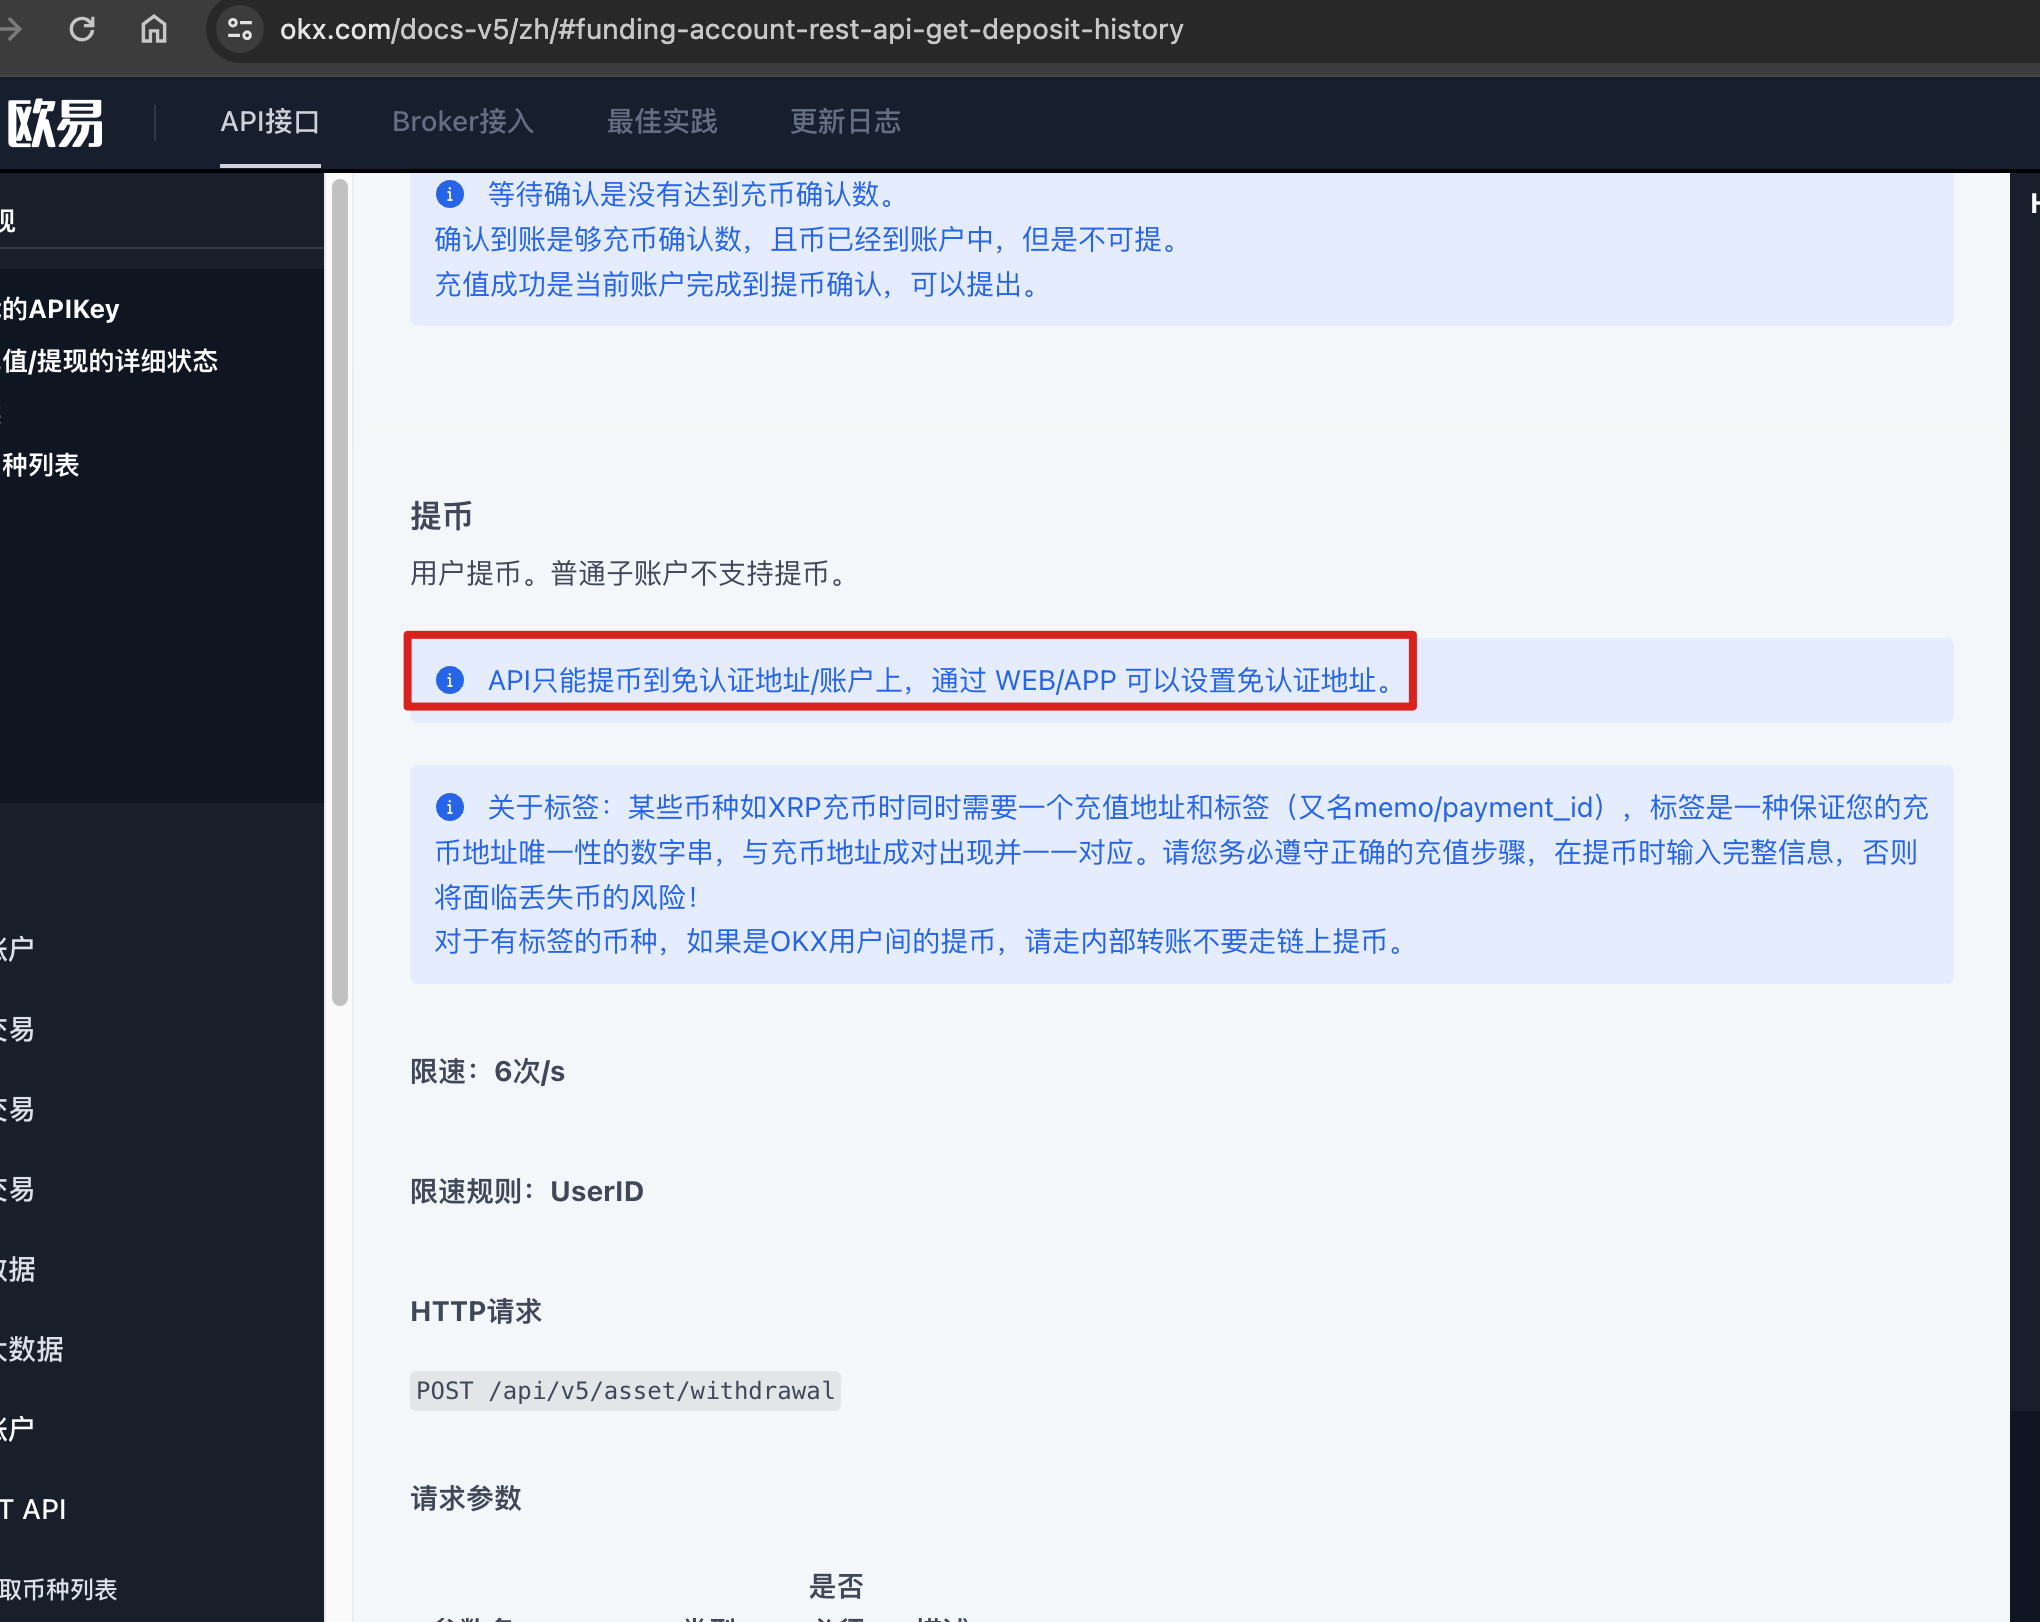 okx.com/docs-v5/zh/#funding-account-rest-api-get-deposit-history
欧易
API接口
Broker接入
最佳实践
更新日志
的APIKey
值/提现的详细状态
种列表
账户
交易
交易
交易
数据
大数据
账户
T API
取币种列表
等待确认是没有达到充币确认数。
确认到账是够充币确认数，且币已经到账户中，但是不可提。
充值成功是当前账户完成到提币确认，可以提出。
提币
用户提币。普通子账户不支持提币。
API只能提币到免认证地址/账户上，通过 WEB/APP 可以设置免认证地址。
关于标签：某些币种如XRP充币时同时需要一个充值地址和标签（又名memo/payment_id），标签是一种保证您的充
币地址唯一性的数字串，与充币地址成对出现并一一对应。请您务必遵守正确的充值步骤，在提币时输入完整信息，否则
将面临丢失币的风险！
对于有标签的币种，如果是OKX用户间的提币，请走内部转账不要走链上提币。
限速：6次/s
限速规则：UserID
HTTP请求
POST /api/v5/asset/withdrawal
请求参数
是否